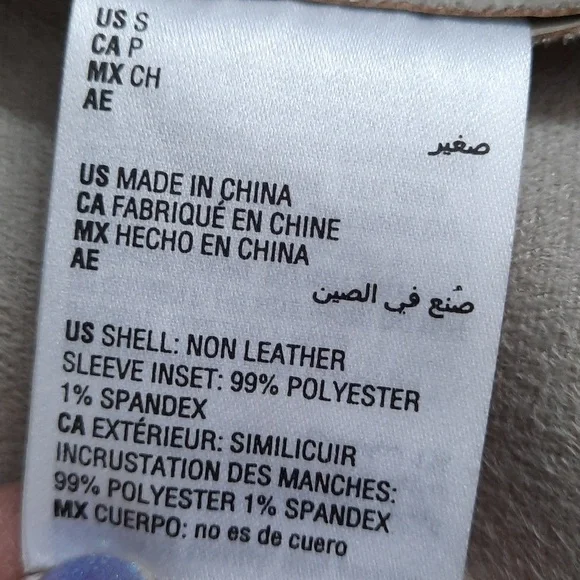 US S
CA P
MX CH
AE
صغير
US MADE IN CHINA
CA FABRIQUÉ EN CHINE
MX HECHO EN CHINA
AE
صُنع في الصين
US SHELL: NON LEATHER
SLEEVE INSET: 99% POLYESTER
1% SPANDEX
CA EXTÉRIEUR: SIMILICUIR
INCRUSTATION DES MANCHES:
99% POLYESTER 1% SPANDEX
MX CUERPO: no es de cuero